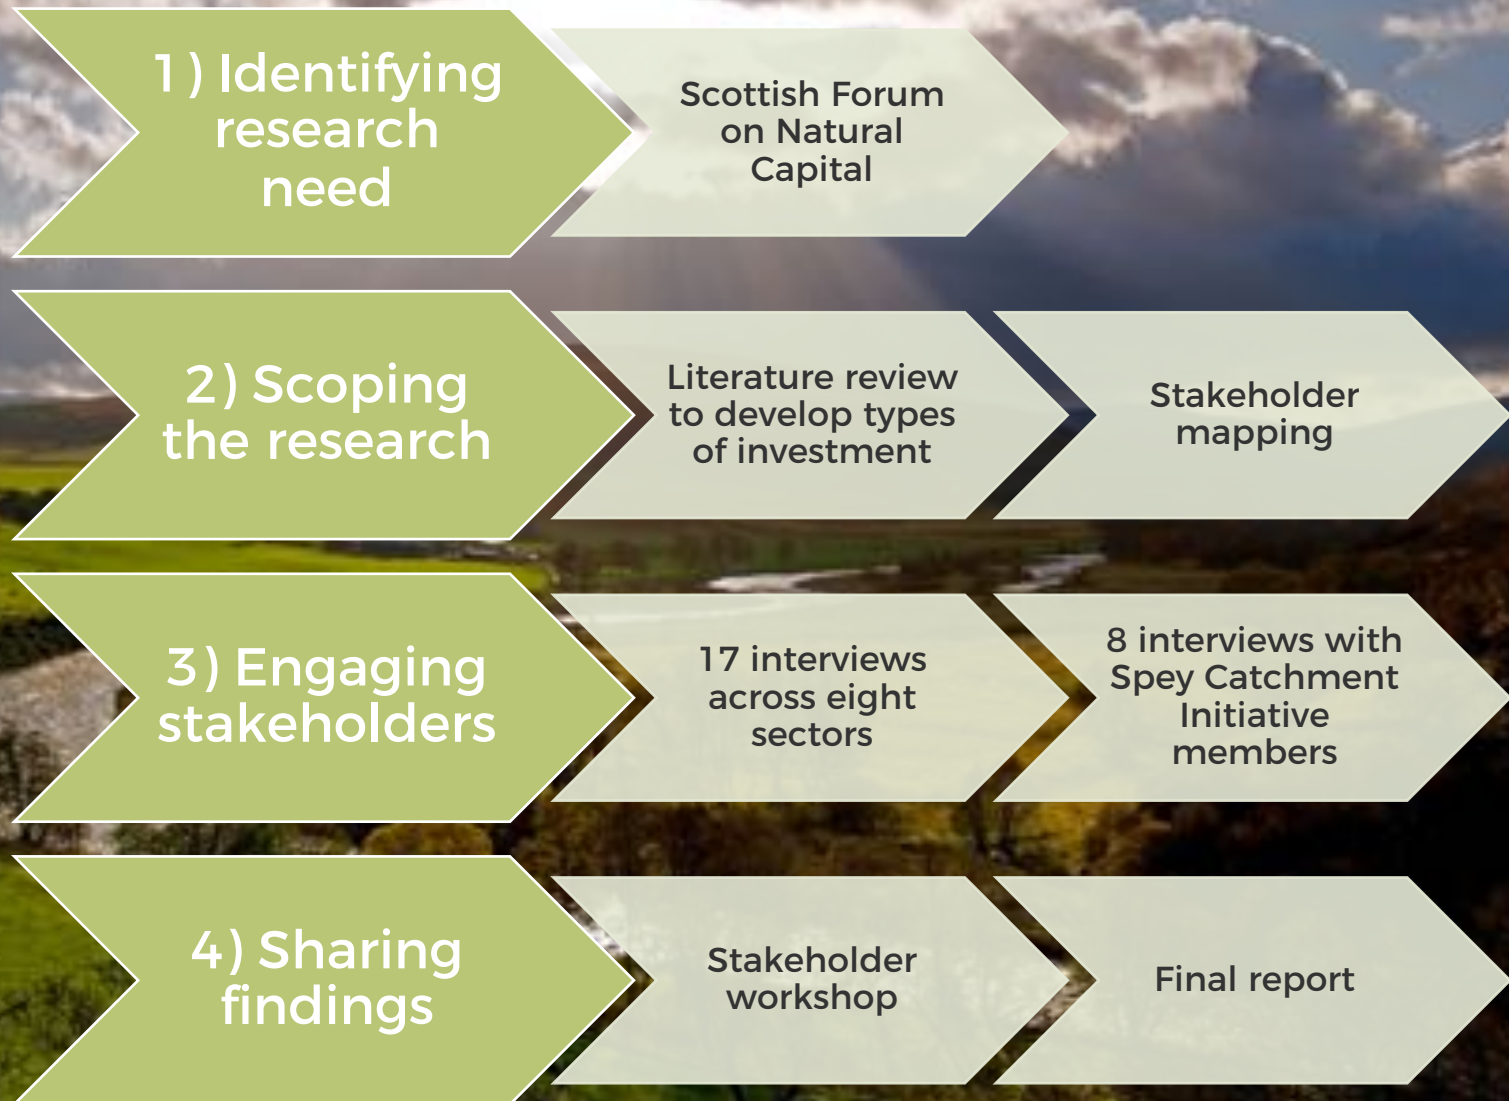 1) Identifying
research
need
Scottish Forum
on Natural
Capital
2) Scoping
the research
Literature review
to develop types
of investment
Stakeholder
mapping
3) Engaging
stakeholders
17 interviews
across eight
sectors
8 interviews with
Spey Catchment
Initiative
members
4) Sharing
findings
Stakeholder
workshop
Final report